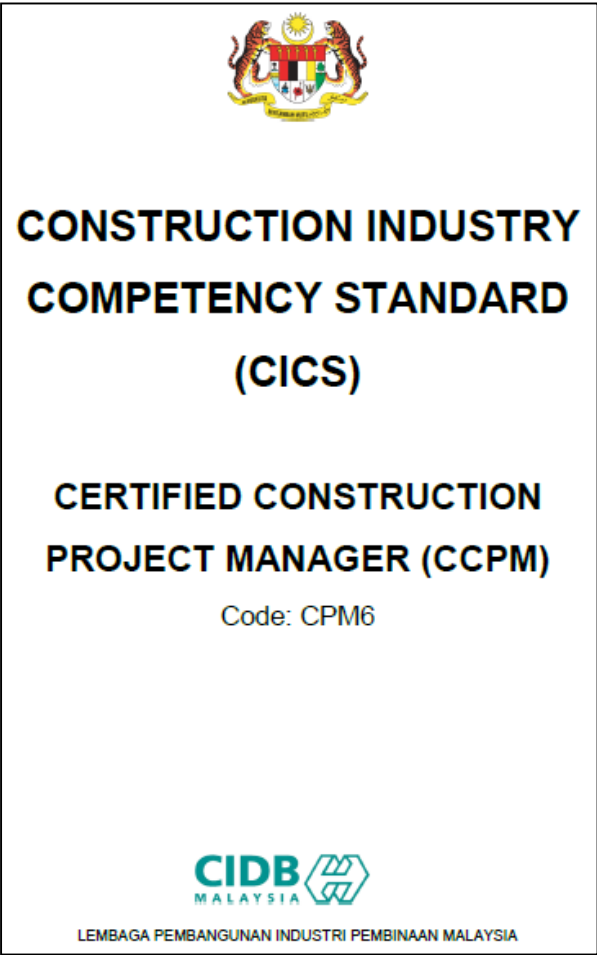 CONSTRUCTION INDUSTRY
COMPETENCY STANDARD
(CICS)
CERTIFIED CONSTRUCTION
PROJECT MANAGER (CCPM)
Code: CPM6
CIDB
MALAYSIA
LEMBAGA PEMBANGUNAN INDUSTRI PEMBINAAN MALAYSIA